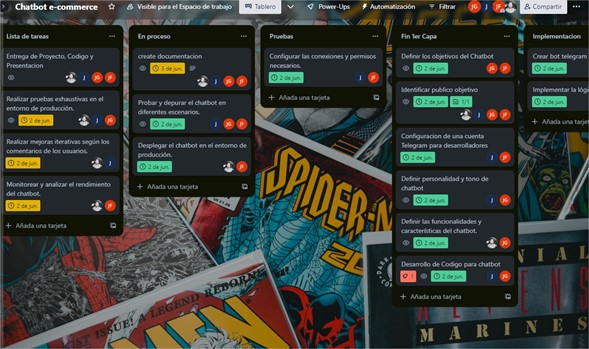 Chatbot e-commerce
Visible para el Espacio de trabajo
Tablero
Power-Ups
Automatización
Filtrar
JG
JF
J
Compartir
Lista de tareas
Entrega de Proyecto, Codigo y
Presentacion
J
JG
JF
Realizar pruebas exhaustivas en el
entorno de producción.
2 de jun.
J
JF
Realizar mejoras iterativas según los
comentarios de los usuarios.
2 de jun.
J
Monitorear y analizar el rendimiento
del chatbot.
2 de jun.
JF
Añada una tarjeta
En proceso
create documentacion
3 de jun.
J
JG
JF
Probar y depurar el chatbot en
diferentes escenarios.
2 de jun.
J
JG
JF
Desplegar el chatbot en el entorno de
producción.
2 de jun.
JG
JF
Añada una tarjeta
Pruebas
Configurar las conexiones y permisos
necesarios.
2 de jun.
J
JF
Añada una tarjeta
Fin 1er Capa
Definir los objetivos del Chatbot
2 de jun.
JG
JF
Identificar publico objetivo
2 de jun.
1/1
J
JG
JF
Configuracion de una cuenta
Telegram para desarrolladores
2 de jun.
J
JG
Definir personalidad y tono de
chatbot
2 de jun.
J
JG
Definir las funcionalidades y
características del chatbot.
2 de jun.
JF
Desarrollo de Codigo para chatbot
1
2 de jun.
J
JG
Añada una tarjeta
Implementacion
Crear bot telegram
2 de jun.
Implementar la lógi
2 de jun.
Añada una tarje
SPIDER-
MARINES